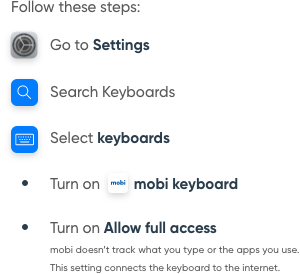 Follow these steps:
Go to Settings
Search Keyboards
Select keyboards
Turn on mobi mobi keyboard
Turn on Allow full access
mobi doesn't track what you type or the apps you use.
This setting connects the keyboard to the internet.